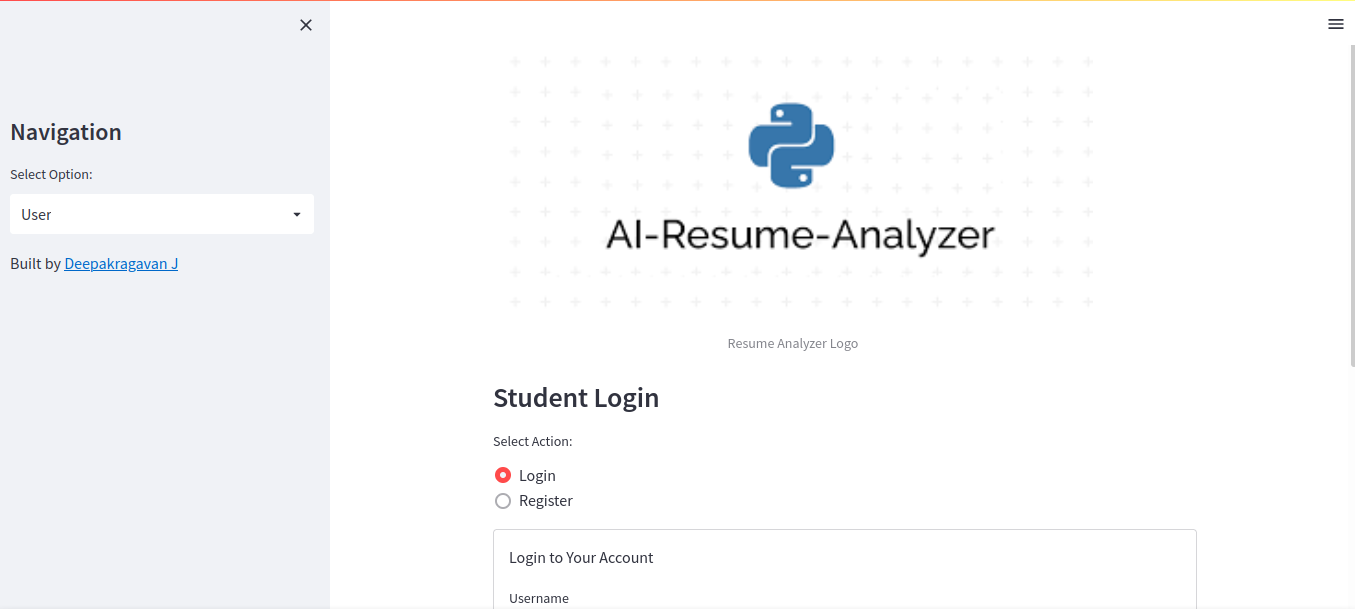 Navigation
Select Option:
User
Built by Deepakragavan J
AI-Resume-Analyzer
Resume Analyzer Logo
Student Login
Select Action:
Login
Register
Login to Your Account
Username